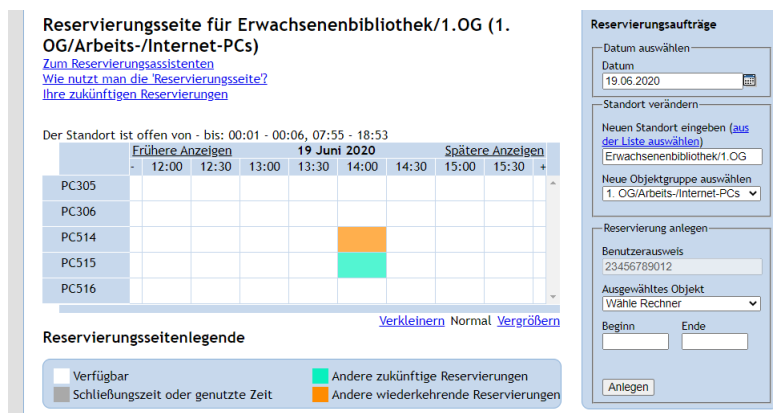 Reservierungsseite für Erwachsenenbibliothek/1.OG (1.
OG/Arbeits-/Internet-PCs)
Zum Reservierungsassistenten
Wie nutzt man die 'Reservierungsseite'?
Ihre zukünftigen Reservierungen
Der Standort ist offen von - bis: 00:01 - 00:06, 07:55 - 18:53
Frühere Anzeigen 19 Juni 2020 Spätere Anzeigen
- 12:00 12:30 13:00 13:30 14:00 14:30 15:00 15:30 +
PC305
PC306
PC514
PC515
PC516
Verkleinern Normal Vergrößern
Reservierungsseitenlegende
Verfügbar
Andere zukünftige Reservierungen
Schließungszeit oder genutzte Zeit
Andere wiederkehrende Reservierungen
Reservierungsaufträge
Datum auswählen
Datum
19.06.2020
Standort verändern
Neuen Standort eingeben (aus
der Liste auswählen)
Erwachsenenbibliothek/1.OG
Neue Objektgruppe auswählen
1. OG/Arbeits-/Internet-PCs
Reservierung anlegen
Benutzerausweis
23456789012
Ausgewähltes Objekt
Wähle Rechner
Beginn Ende
Anlegen